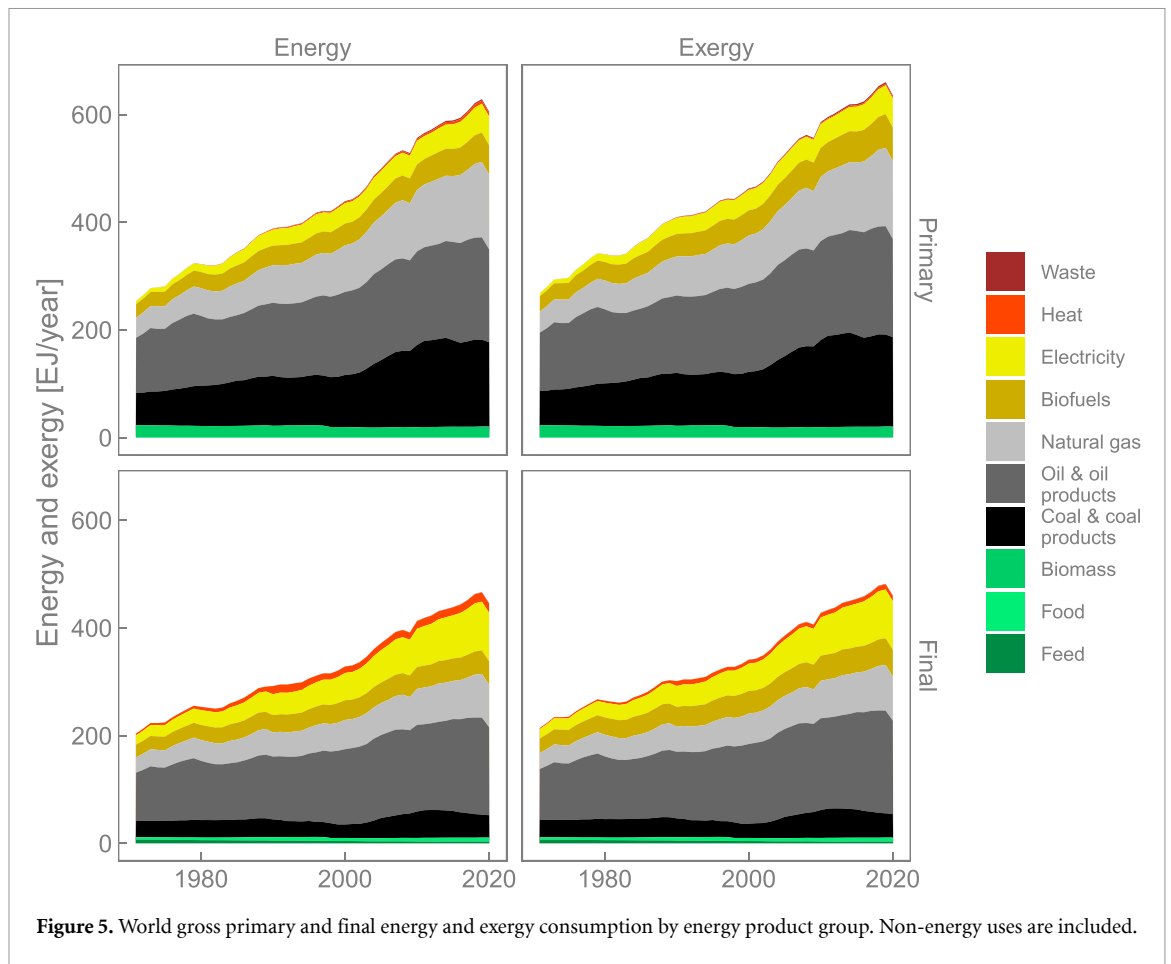 Energy
Exergy
Energy and exergy [EJ/year]
600
400
200
0
Primary
600
400
200
0
Final
1980
2000
2020
1980
2000
2020
Waste
Heat
Electricity
Biofuels
Natural gas
Oil & oil
products
Coal & coal
products
Biomass
Food
Feed
Figure 5. World gross primary and final energy and exergy consumption by energy product group. Non-energy uses are included.